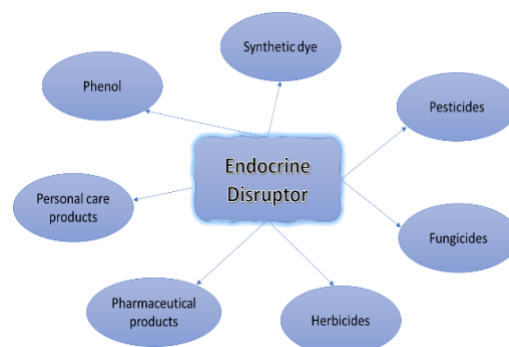 Synthetic dye
Phenol
Pesticides
Endocrine
Disruptor
Personal care
products
Fungicides
Pharmaceutical
products
Herbicides